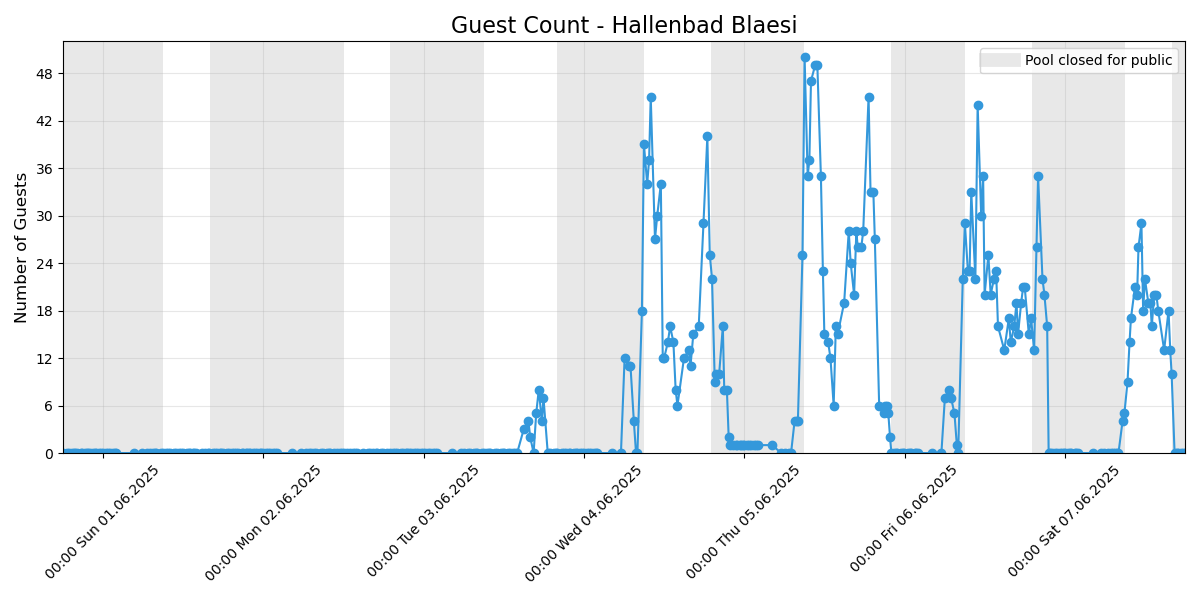 Guest Count - Hallenbad Blaesi
Pool closed for public
Number of Guests
48
42
36
30
24
18
12
6
0
00:00 Sun 01.06.2025
00:00 Mon 02.06.2025
00:00 Tue 03.06.2025
00:00 Wed 04.06.2025
00:00 Thu 05.06.2025
00:00 Fri 06.06.2025
00:00 Sat 07.06.2025